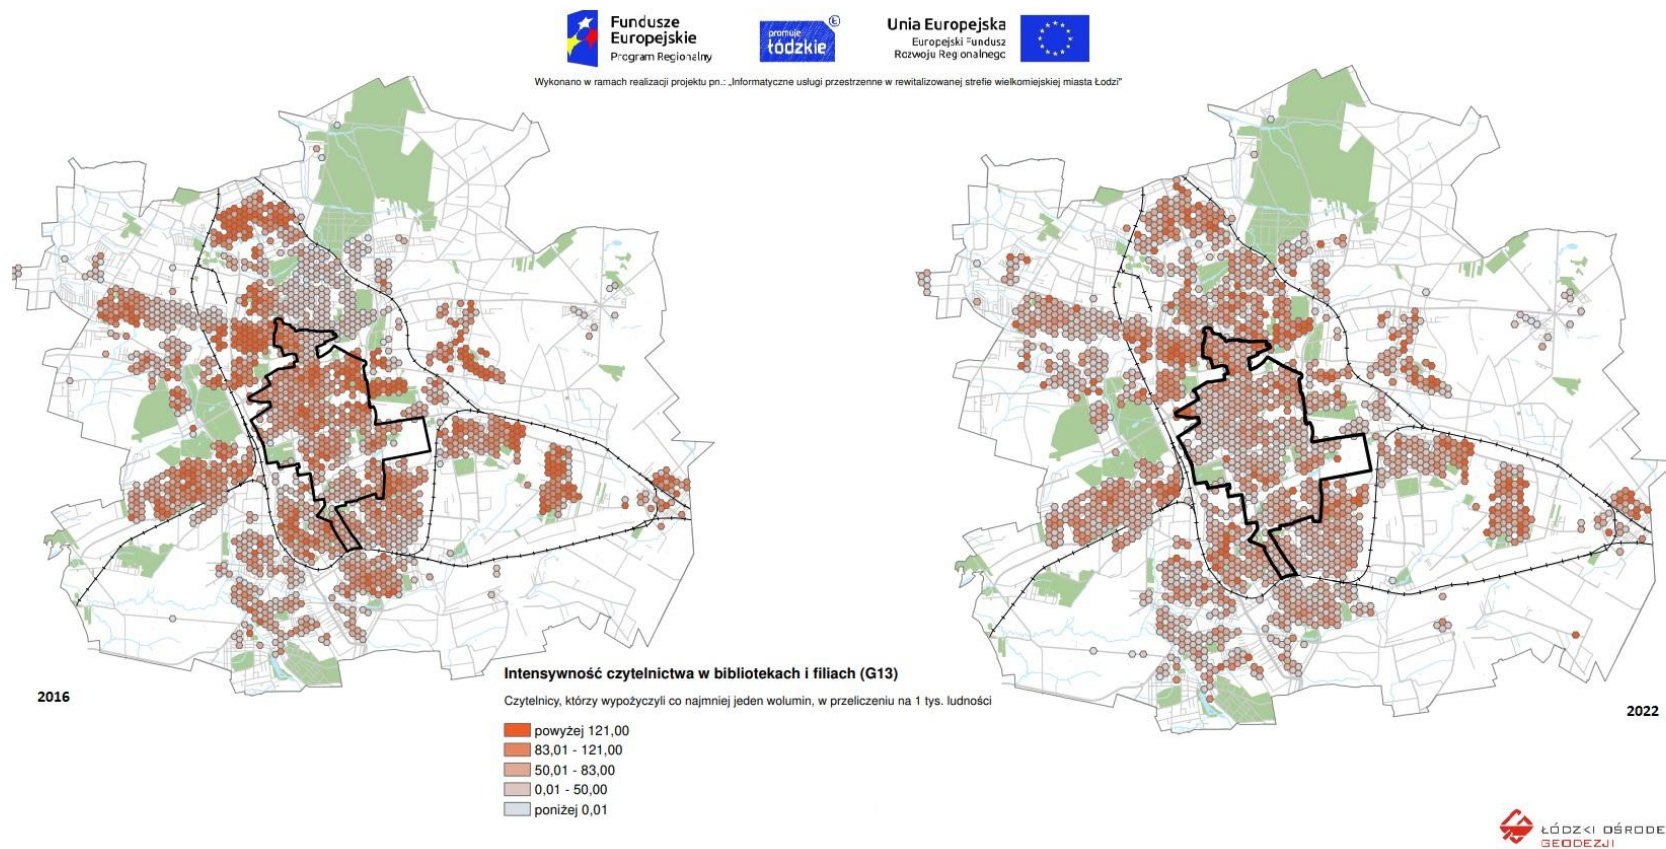 Fundusze
Europejskie
Program Regionalny
promuje
łódzkie
Unia Europejska
Europejski Fundusz
Rozwoju Regionalnego
Wykonano w ramach realizacji projektu pn.: „Informatyczne usługi przestrzenne w rewitalizowanej strefie wielkomiejskiej miasta Łodzi”
2016
2022
Intensywność czytelnictwa w bibliotekach i filiach (G13)
Czytelnicy, którzy wypożyczyli co najmniej jeden wolumin, w przeliczeniu na 1 tys. ludności
powyżej 121,00
83,01 - 121,00
50,01 - 83,00
0,01 - 50,00
poniżej 0,01
ŁÓDZKI OŚRODE
GEODEZJI